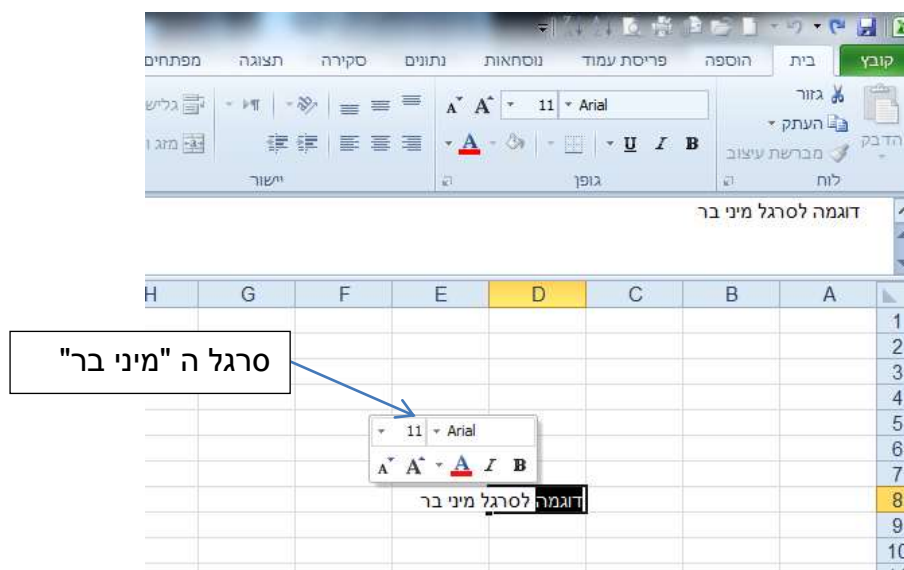 קובץ בית הוספה פריסת עמוד נוסחאות נתונים סקירה תצוגה מפתחים
גזור
העתק
מברשת עיצוב
הדבק
Arial 11
B I U A A A
לוח גופן יישור
דוגמה לסרגל מיני בר
A B C D E F G H
1
2
3
4
5
6
7
8
9
10
סרגל ה "מיני בר"
Arial 11
B I A A A
דוגמה לסרגל מיני בר